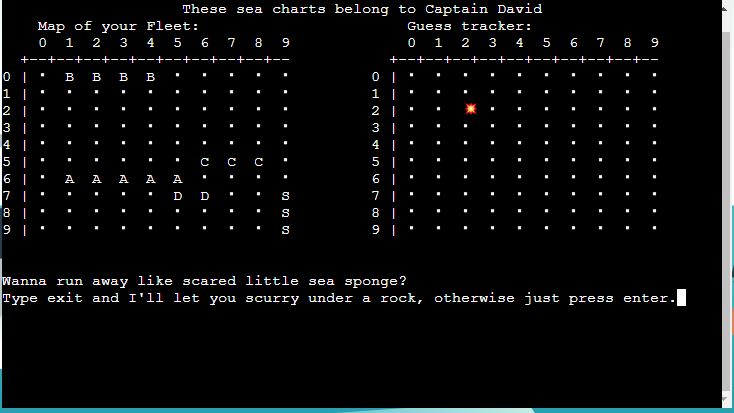 These sea charts belong to Captain David
Map of your Fleet: Guess tracker:
0 1 2 3 4 5 6 7 8 9 0 1 2 3 4 5 6 7 8 9
+--+--+--+--+--+--+--+--+--+-- +--+--+--+--+--+--+--+--+--+--
0 | · B B B B · · · · · 0 | · · · · · · · · · ·
1 | · · · · · · · · · · 1 | · · · · · · · · · ·
2 | · · · · · · · · · · 2 | · · 💥 · · · · · · ·
3 | · · · · · · · · · · 3 | · · · · · · · · · ·
4 | · · · · · · · · · · 4 | · · · · · · · · · ·
5 | · · · · · · C C C · 5 | · · · · · · · · · ·
6 | · A A A A A · · · · 6 | · · · · · · · · · ·
7 | · · · · · D D · · S 7 | · · · · · · · · · ·
8 | · · · · · · · · · S 8 | · · · · · · · · · ·
9 | · · · · · · · · · S 9 | · · · · · · · · · ·
Wanna run away like scared little sea sponge?
Type exit and I'll let you scurry under a rock, otherwise just press enter.